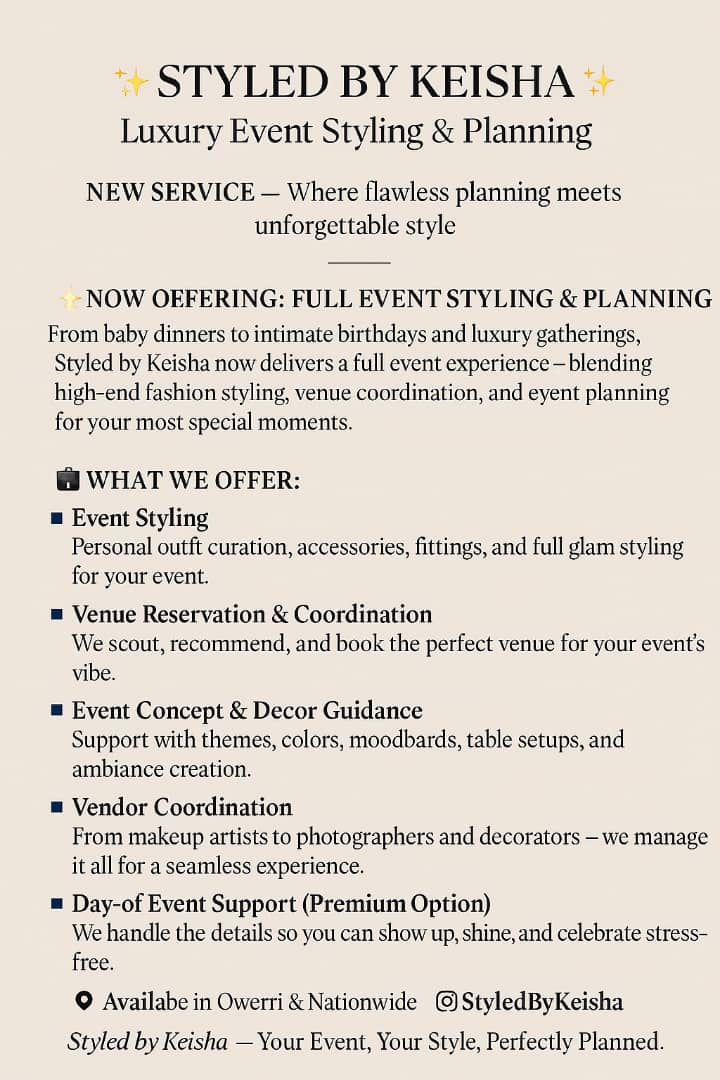 ✨ STYLED BY KEISHA ✨
Luxury Event Styling & Planning
NEW SERVICE — Where flawless planning meets
unforgettable style
✨ NOW OFFERING: FULL EVENT STYLING & PLANNING
From baby dinners to intimate birthdays and luxury gatherings,
Styled by Keisha now delivers a full event experience – blending
high-end fashion styling, venue coordination, and eyent planning
for your most special moments.
💼 WHAT WE OFFER:
■ Event Styling
Personal outft curation, accessories, fittings, and full glam styling
for your event.
■ Venue Reservation & Coordination
We scout, recommend, and book the perfect venue for your event's
vibe.
■ Event Concept & Decor Guidance
Support with themes, colors, moodbards, table setups, and
ambiance creation.
■ Vendor Coordination
From makeup artists to photographers and decorators – we manage
it all for a seamless experience.
■ Day-of Event Support (Premium Option)
We handle the details so you can show up, shine, and celebrate stress-
free.
Availabe in Owerri & Nationwide StyledByKeisha
Styled by Keisha — Your Event, Your Style, Perfectly Planned.